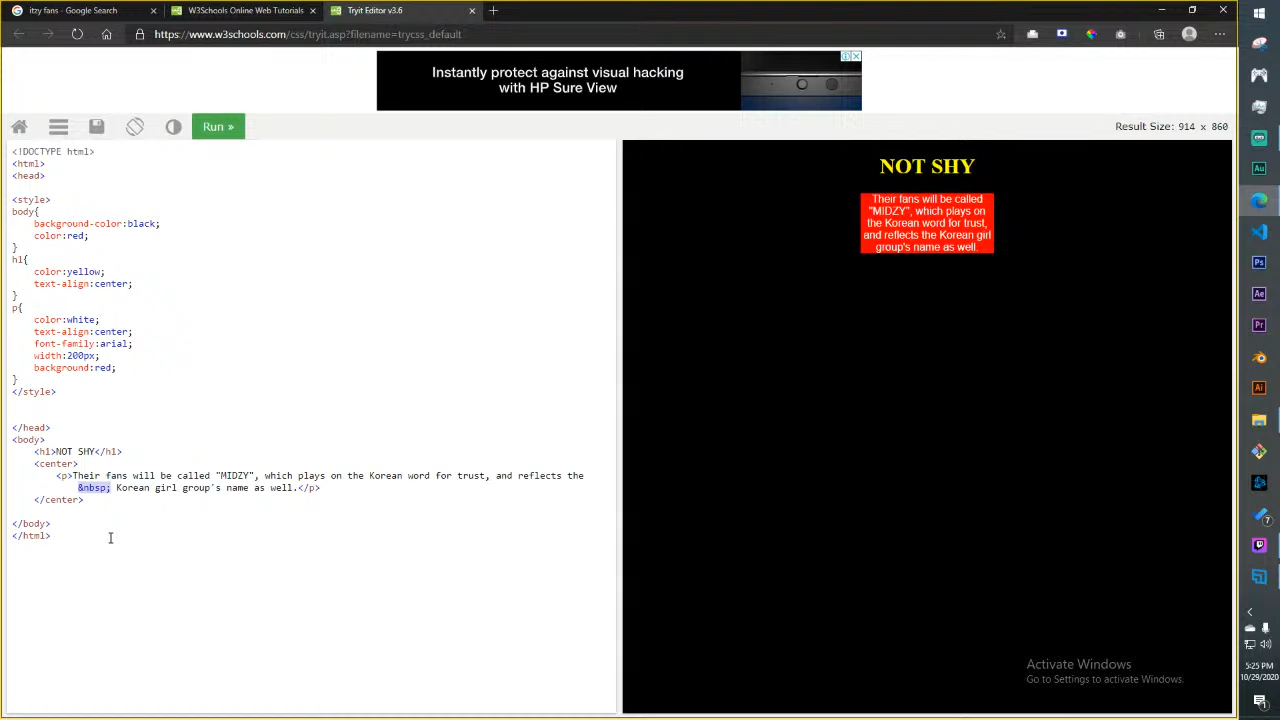 itzy fans - Google Search
W3Schools Online Web Tutorials
Tryit Editor v3.6
https://www.w3schools.com/css/tryit.asp?filename=trycss_default
Instantly protect against visual hacking
with HP Sure View
Run »
Result Size: 914 x 860
<!DOCTYPE html>
<html>
<head>
<style>
body{
background-color:black;
color:red;
}
h1{
color:yellow;
text-align:center;
}
p{
color:white;
text-align:center;
font-family:arial;
width:200px;
background:red;
}
</style>
</head>
<body>
<h1>NOT SHY</h1>
<center>
<p>Their fans will be called "MIDZY", which plays on the Korean word for trust, and reflects the
&nbsp; Korean girl group's name as well.</p>
</center>
</body>
</html>
NOT SHY
Their fans will be called
"MIDZY", which plays on
the Korean word for trust,
and reflects the Korean girl
group's name as well.
Activate Windows
Go to Settings to activate Windows.
Au
Ps
Ae
Pr
Ai
7
5:25 PM
10/29/2020
1